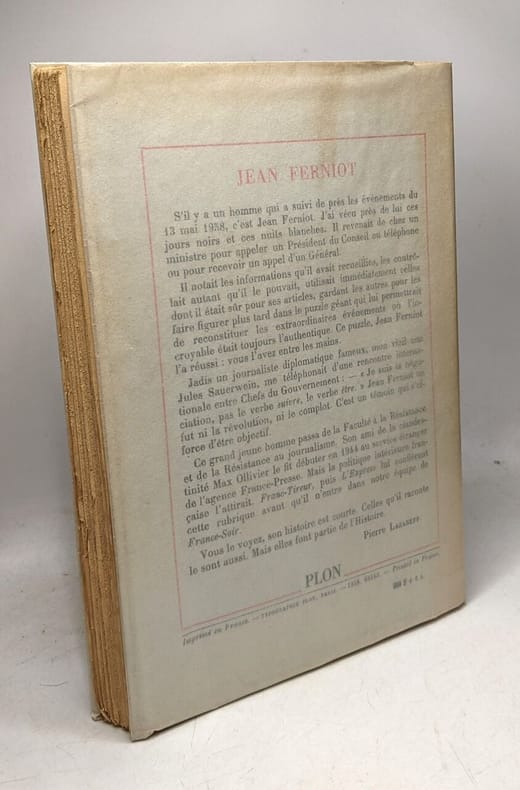 JEAN FERNIOT
S'il y a un homme qui a suivi de près les événements du
13 mai 1958, c'est Jean Ferniot. J'ai vécu près de lui ces
jours noirs et ces nuits blanches. Il revenait de chez un
ministre pour appeler un Président du Conseil au téléphone
ou pour recevoir un appel d'un Général.
Il notait les informations qu'il avait recueillies, les contrô-
lait autant qu'il le pouvait, utilisait immédiatement celles
dont il était sûr pour ses articles, gardant les autres pour les
faire figurer plus tard dans le puzzle géant qui lui permettrait
de reconstituer les extraordinaires événements où l'in-
croyable était toujours l'authentique. Ce puzzle, Jean Ferniot
l'a réussi : vous l'avez entre les mains.
Jadis un journaliste diplomatique fameux, mon vieil ami
Jules Sauerwein, me téléphonait d'une rencontre interna-
tionale entre Chefs du Gouvernement : — « Je suis la négo-
ciation, pas le verbe suivre, le verbe être. » Jean Ferniot ne
fut ni la révolution, ni le complot. C'est un témoin qui s'ef-
force d'être objectif.
Ce grand jeune homme passa de la Faculté à la Résistance
et de la Résistance au journalisme. Son ami de la clandes-
tinité Max Ollivier le fit débuter en 1944 au service étranger
de l'agence France-Presse. Mais la politique intérieure fran-
çaise l'attirait. Franc-Tireur, puis L'Express lui confièrent
cette rubrique avant qu'il n'entre dans notre équipe de
France-Soir.
Vous le voyez, son histoire est courte. Celles qu'il raconte
le sont aussi. Mais elles font partie de l'Histoire.
Pierre Lazareff.
PLON
Imprimé en France. — TYPOGRAPHIE PLON, PARIS. — 1958. — Printed in France.